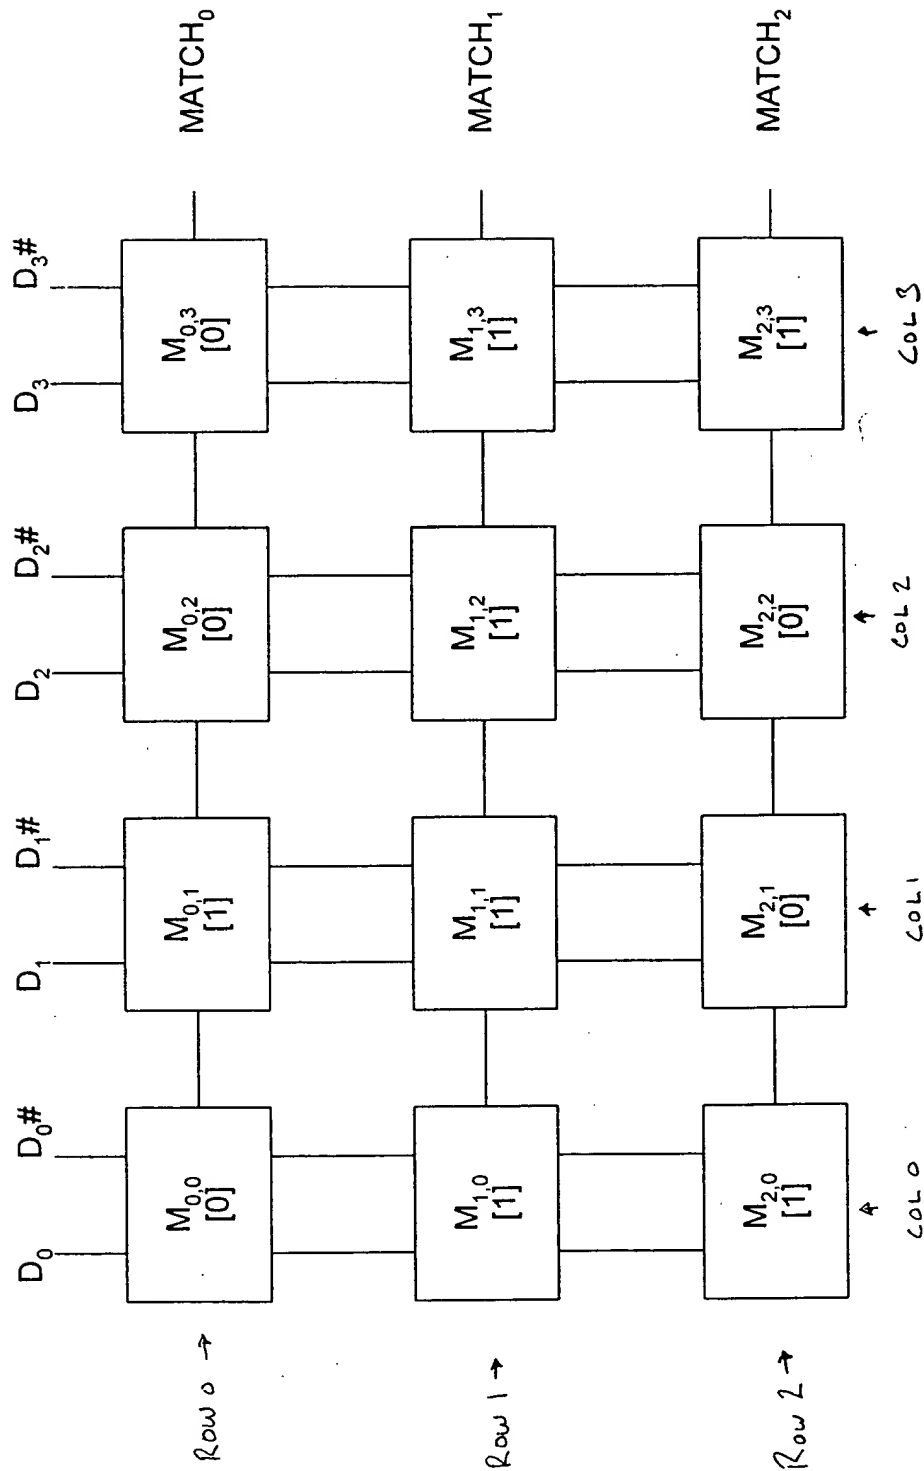 D₀ D₀# D₁ D₁# D₂ D₂# D₃ D₃#
Row 0 → M₀,₀ M₀,₁ M₀,₂ M₀,₃ MATCH₀
[0] [1] [0] [0]
Row 1 → M₁,₀ M₁,₁ M₁,₂ M₁,₃ MATCH₁
[1] [1] [1] [1]
Row 2 → M₂,₀ M₂,₁ M₂,₂ M₂,₃ MATCH₂
[1] [0] [0] [1]
COL 0 COL 1 COL 2 COL 3